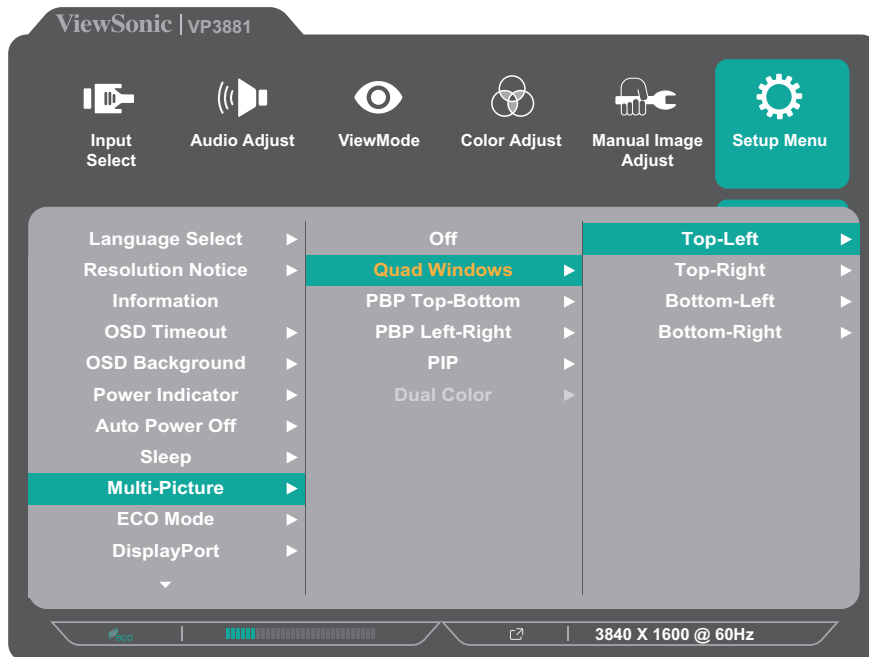 ViewSonic | VP3881
Input Select
Audio Adjust
ViewMode
Color Adjust
Manual Image Adjust
Setup Menu
Language Select
Resolution Notice
Information
OSD Timeout
OSD Background
Power Indicator
Auto Power Off
Sleep
Multi-Picture
ECO Mode
DisplayPort
Off
Quad Windows
PBP Top-Bottom
PBP Left-Right
PIP
Dual Color
Top-Left
Top-Right
Bottom-Left
Bottom-Right
eco
3840 X 1600 @ 60Hz